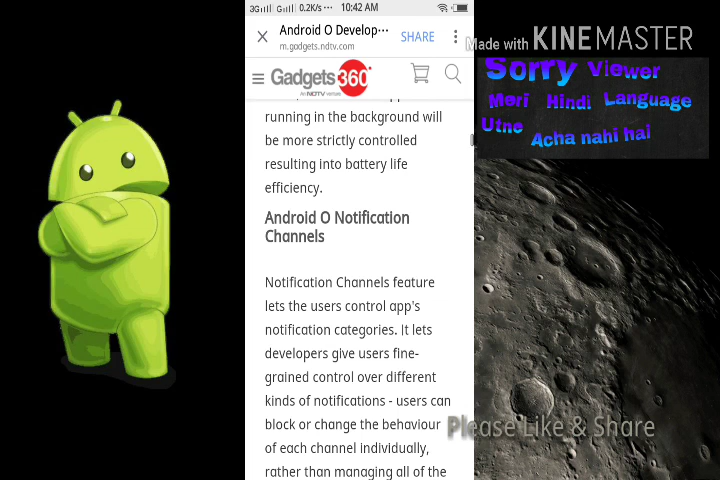 3G 0.2K/s ··· 10:42 AM
Android O Develop···
m.gadgets.ndtv.com
SHARE
Gadgets 360°
An NDTV venture
running in the background will
be more strictly controlled
resulting into battery life
efficiency.
Android O Notification
Channels
Notification Channels feature
lets the users control app's
notification categories. It lets
developers give users fine-
grained control over different
kinds of notifications - users can
block or change the behaviour
of each channel individually,
rather than managing all of the
Made with KINEMASTER
Sorry Viewer
Meri Hindi Language
Utne Acha nahi hai
Please Like & Share